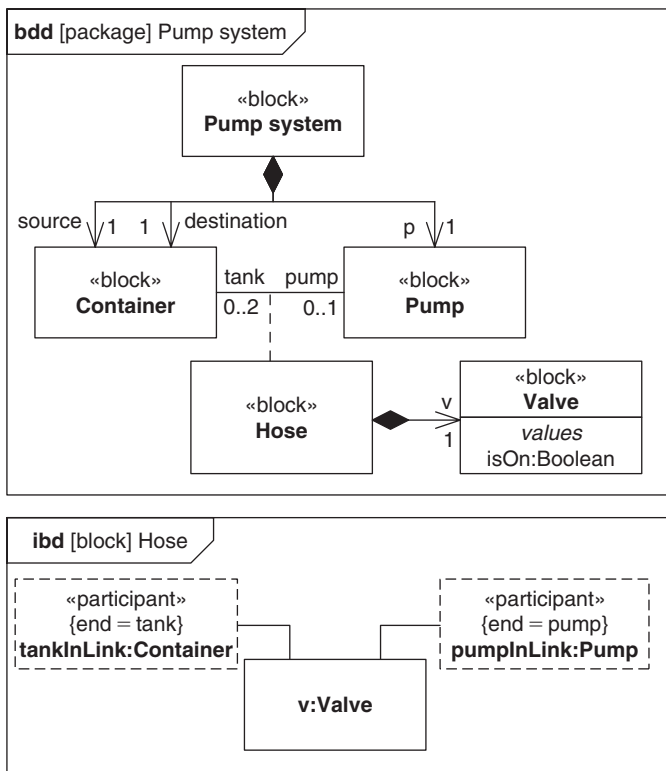 bdd [package] Pump system
«block»
Pump system
source 1 1 destination p 1
«block»
Container
tank pump
0..2 0..1
«block»
Pump
«block»
Hose
v
1
«block»
Valve
values
isOn:Boolean
ibd [block] Hose
«participant»
{end = tank}
tankInLink:Container
«participant»
{end = pump}
pumpInLink:Pump
v:Valve